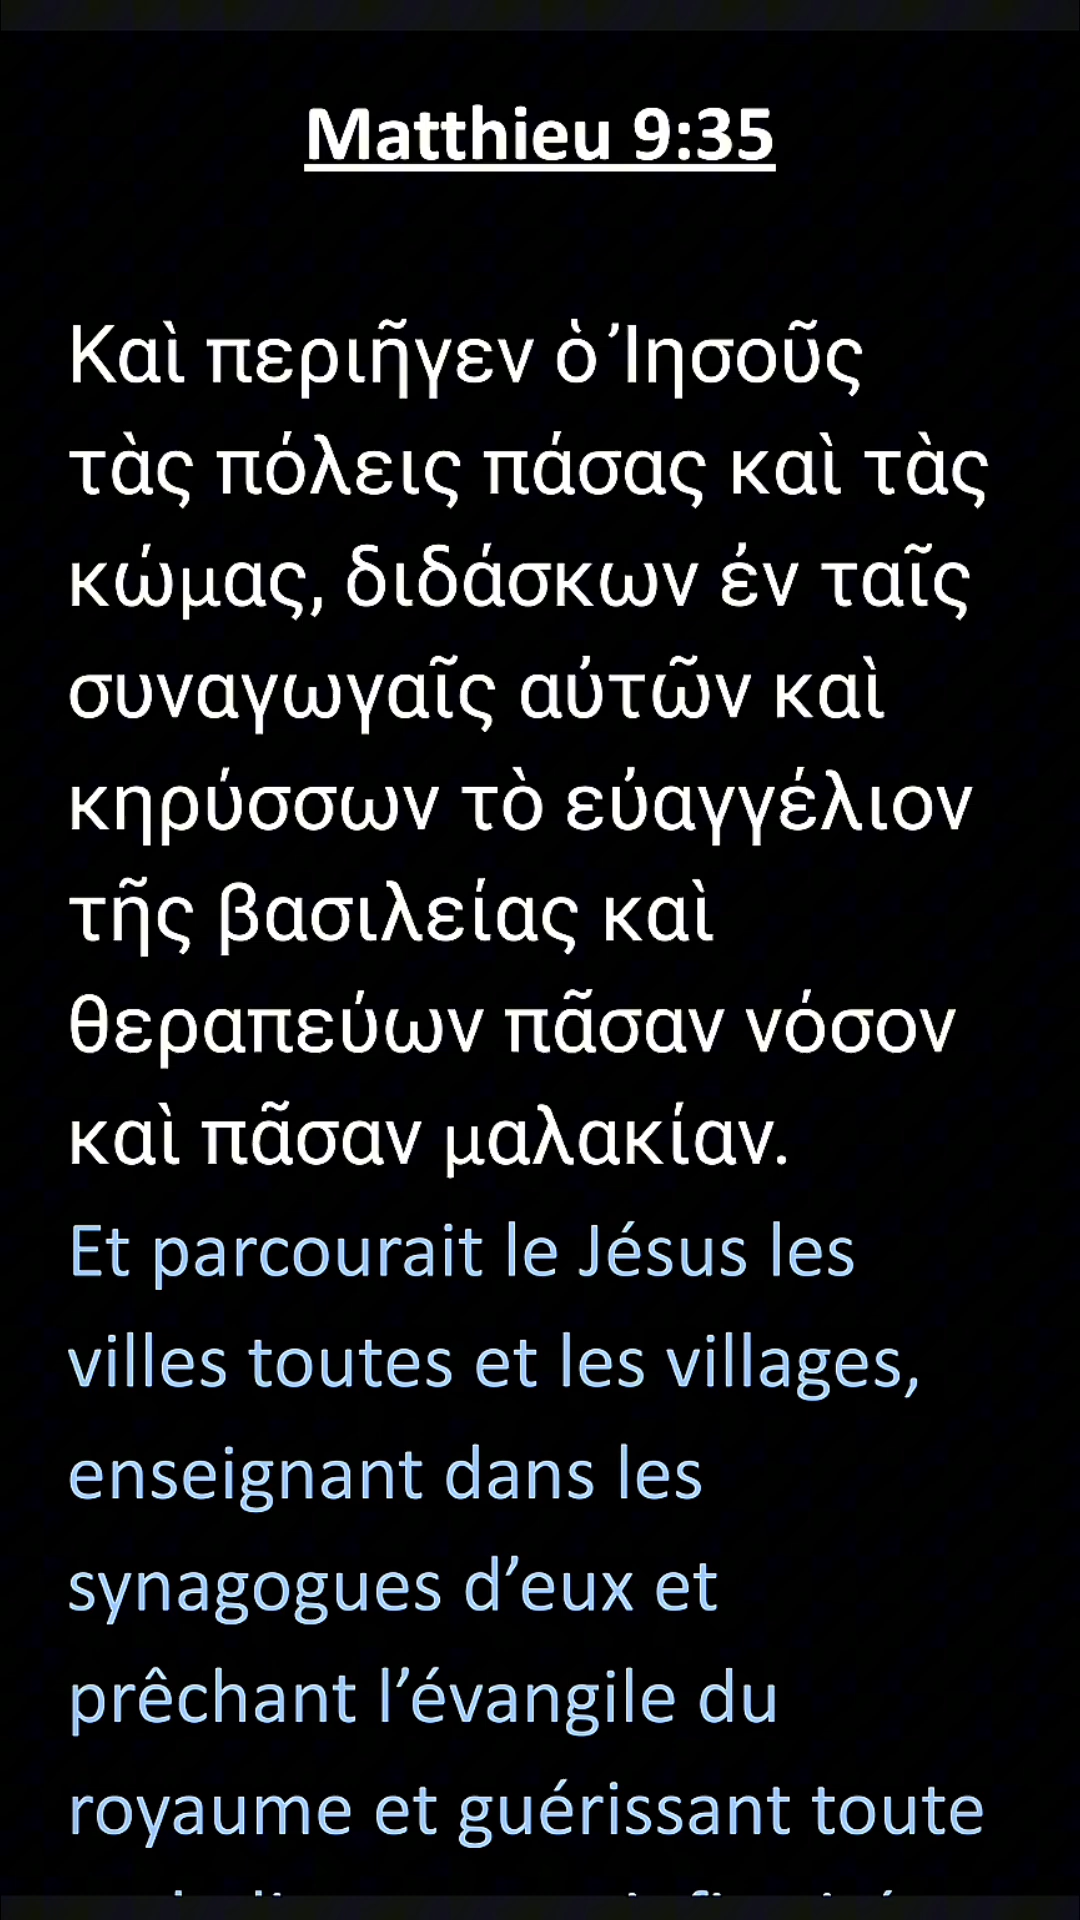 Matthieu 9:35
Καὶ περιῆγεν ὁ Ἰησοῦς
τὰς πόλεις πάσας καὶ τὰς
κώμας, διδάσκων ἐν ταῖς
συναγωγαῖς αὐτῶν καὶ
κηρύσσων τὸ εὐαγγέλιον
τῆς βασιλείας καὶ
θεραπεύων πᾶσαν νόσον
καὶ πᾶσαν μαλακίαν.
Et parcourait le Jésus les
villes toutes et les villages,
enseignant dans les
synagogues d’eux et
prêchant l’évangile du
royaume et guérissant toute